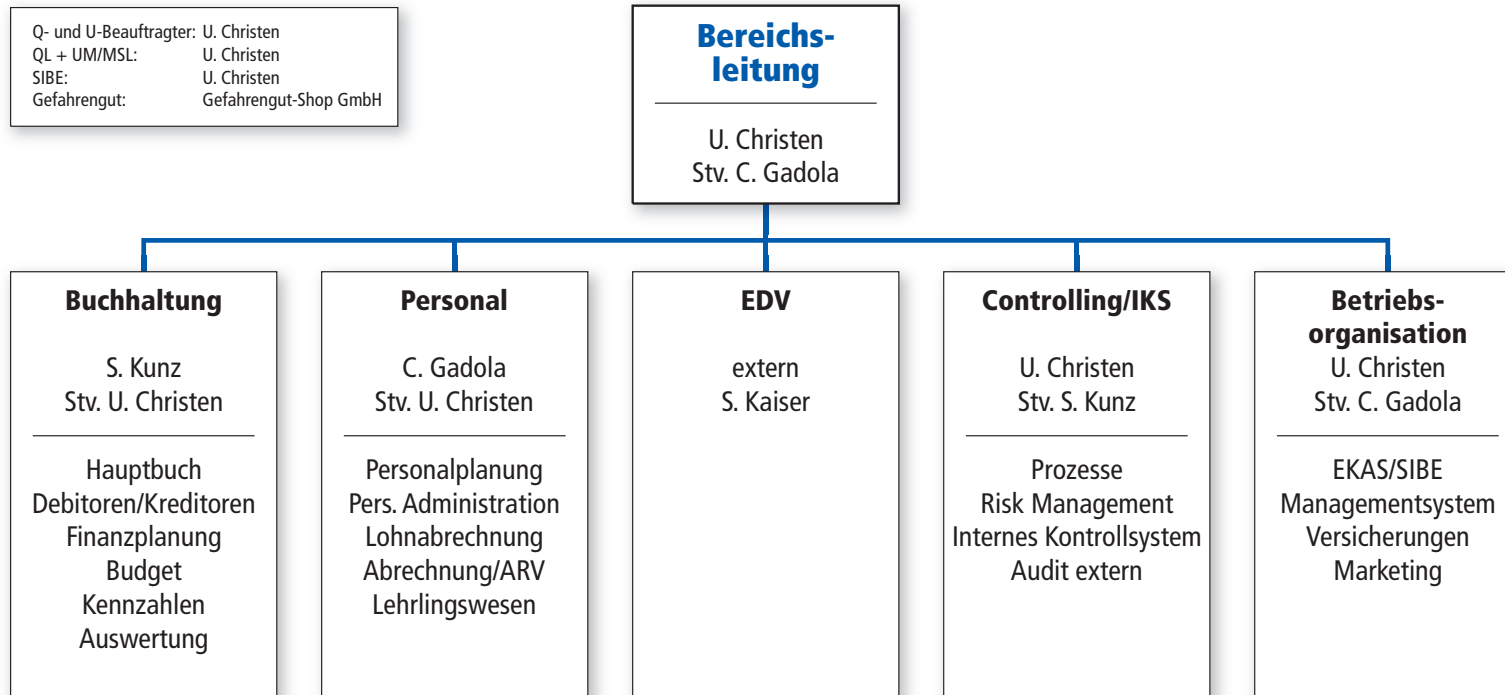 Q- und U-Beauftragter: U. Christen
QL + UM/MSL: U. Christen
SIBE: U. Christen
Gefahrengut: Gefahrengut-Shop GmbH
Bereichs-
leitung
U. Christen
Stv. C. Gadola
Buchhaltung
S. Kunz
Stv. U. Christen
Hauptbuch
Debitoren/Kreditoren
Finanzplanung
Budget
Kennzahlen
Auswertung
Personal
C. Gadola
Stv. U. Christen
Personalplanung
Pers. Administration
Lohnabrechnung
Abrechnung/ARV
Lehrlingswesen
EDV
extern
S. Kaiser
Controlling/IKS
U. Christen
Stv. S. Kunz
Prozesse
Risk Management
Internes Kontrollsystem
Audit extern
Betriebs-
organisation
U. Christen
Stv. C. Gadola
EKAS/SIBE
Managementsystem
Versicherungen
Marketing